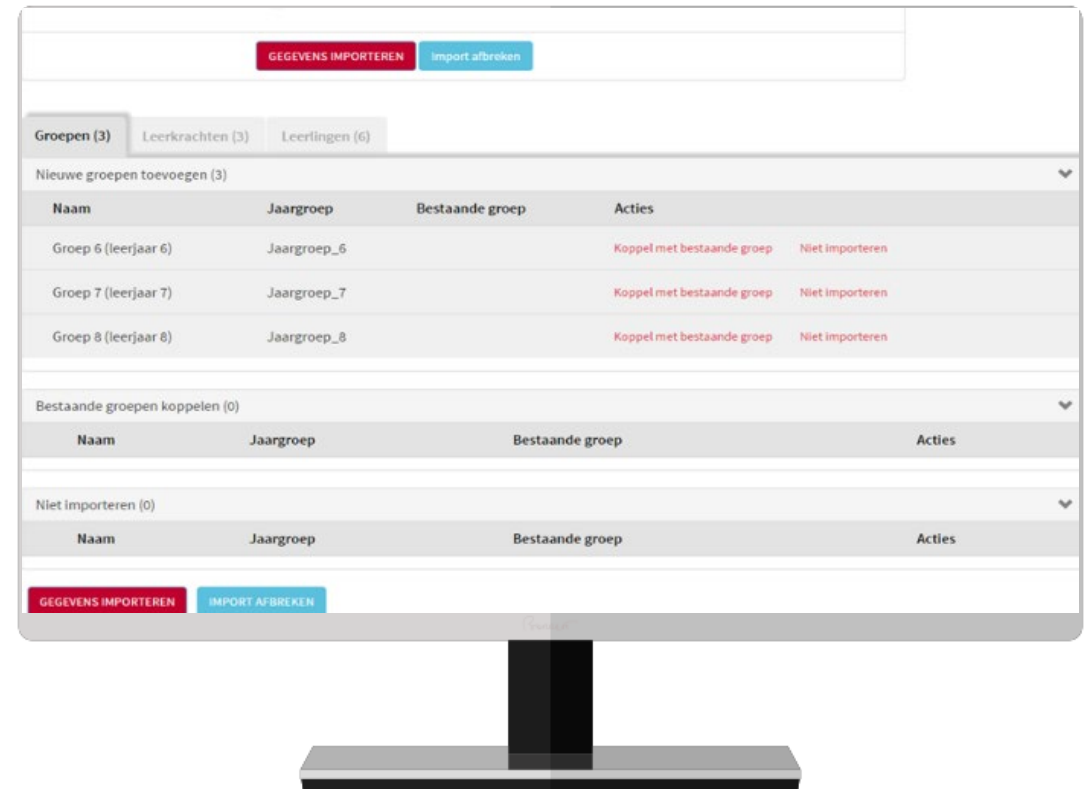 GEGEVENS IMPORTEREN Import afbreken
Groepen (3) Leerkrachten (3) Leerlingen (6)
Nieuwe groepen toevoegen (3)
Naam Jaargroep Bestaande groep Acties
Groep 6 (leerjaar 6) Jaargroep_6 Koppel met bestaande groep Niet importeren
Groep 7 (leerjaar 7) Jaargroep_7 Koppel met bestaande groep Niet importeren
Groep 8 (leerjaar 8) Jaargroep_8 Koppel met bestaande groep Niet importeren
Bestaande groepen koppelen (0)
Naam Jaargroep Bestaande groep Acties
Niet importeren (0)
Naam Jaargroep Bestaande groep Acties
GEGEVENS IMPORTEREN IMPORT AFBREKEN